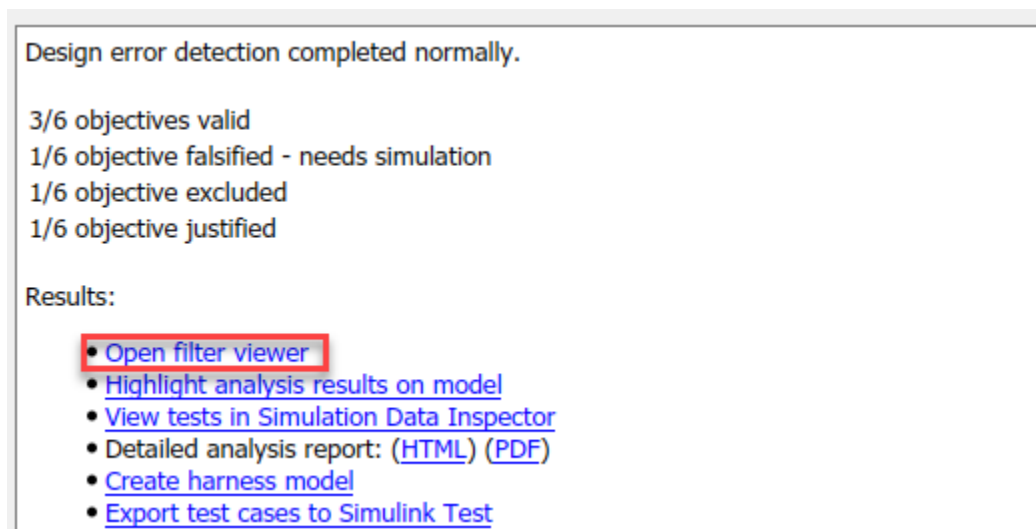 Design error detection completed normally.
3/6 objectives valid
1/6 objective falsified - needs simulation
1/6 objective excluded
1/6 objective justified
Results:
• Open filter viewer
• Highlight analysis results on model
• View tests in Simulation Data Inspector
• Detailed analysis report: (HTML) (PDF)
• Create harness model
• Export test cases to Simulink Test